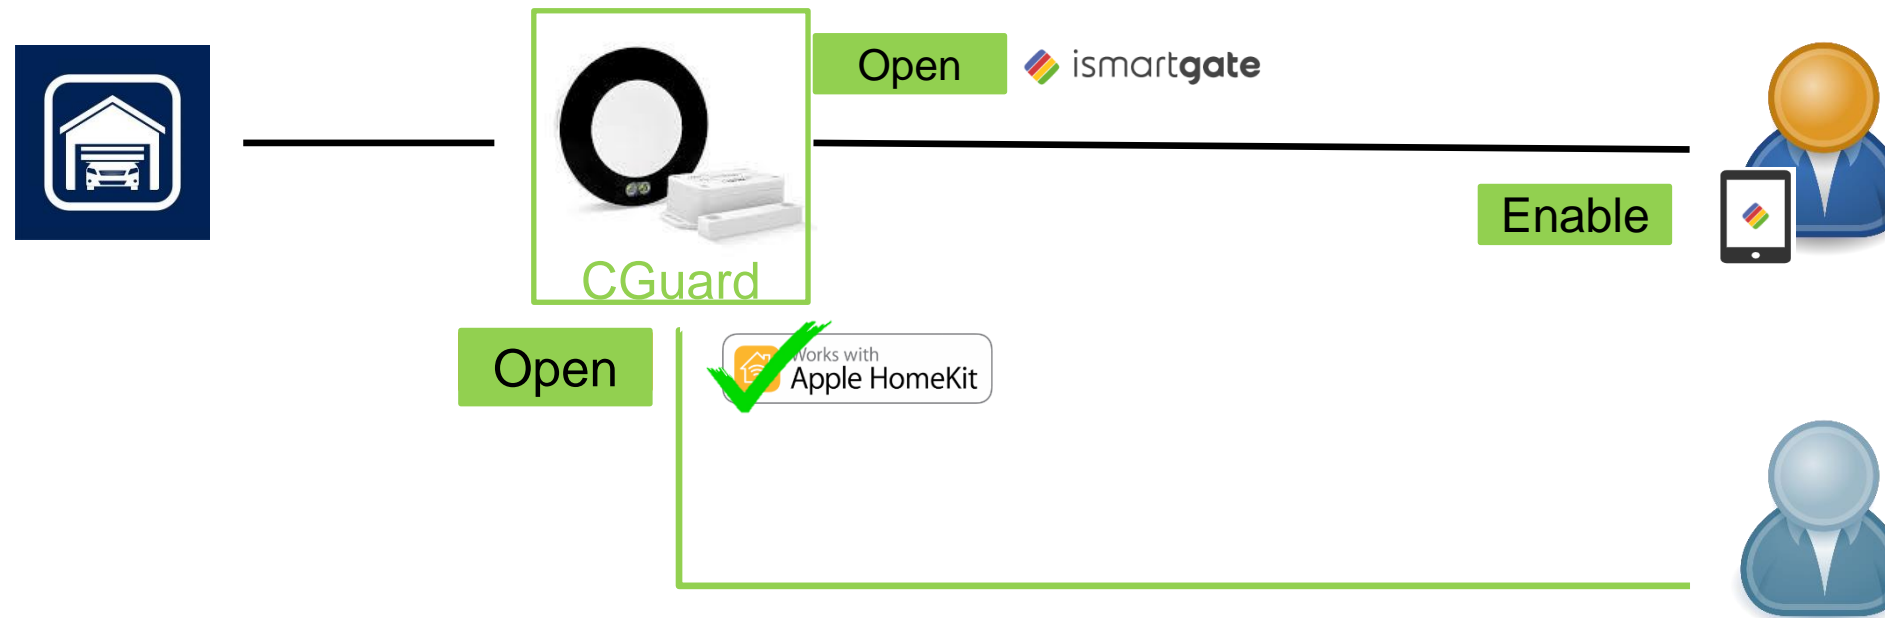 Open
ismartgate
Enable
CGuard
Open
Works with
Apple HomeKit